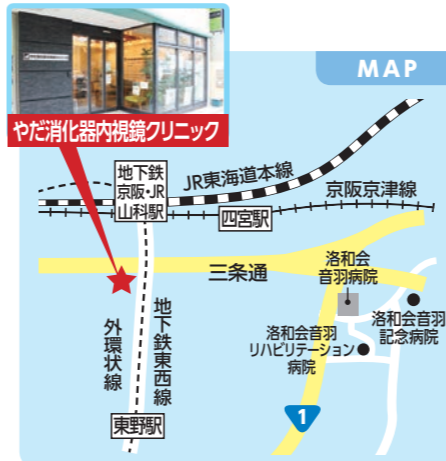 MAP
やだ消化器内視鏡クリニック
地下鉄
京阪・JR
山科駅
JR東海道本線
京阪京津線
四宮駅
三条通
洛和会
音羽病院
洛和会音羽
記念病院
洛和会音羽
リハビリテーション
病院
外環状線
地下鉄東西線
東野駅
1